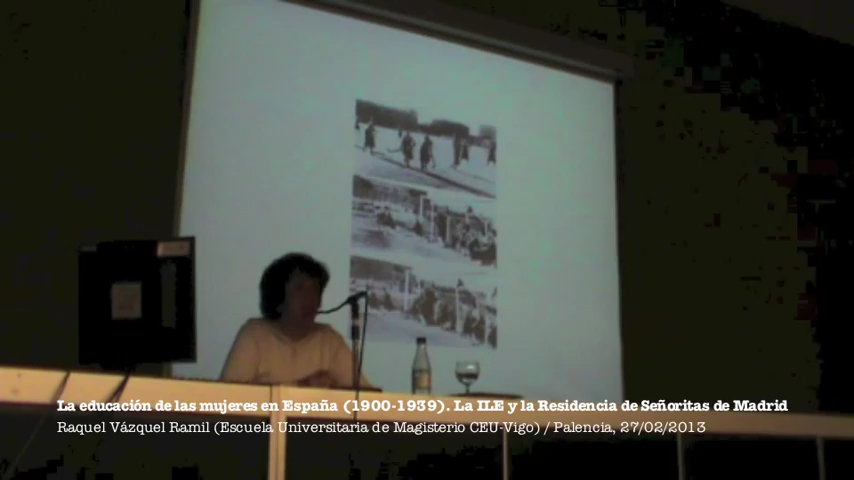 La educación de las mujeres en España (1900-1939). La ILE y la Residencia de Señoritas de Madrid
Raquel Vázquel Ramil (Escuela Universitaria de Magisterio CEU-Vigo) / Palencia, 27/02/2013